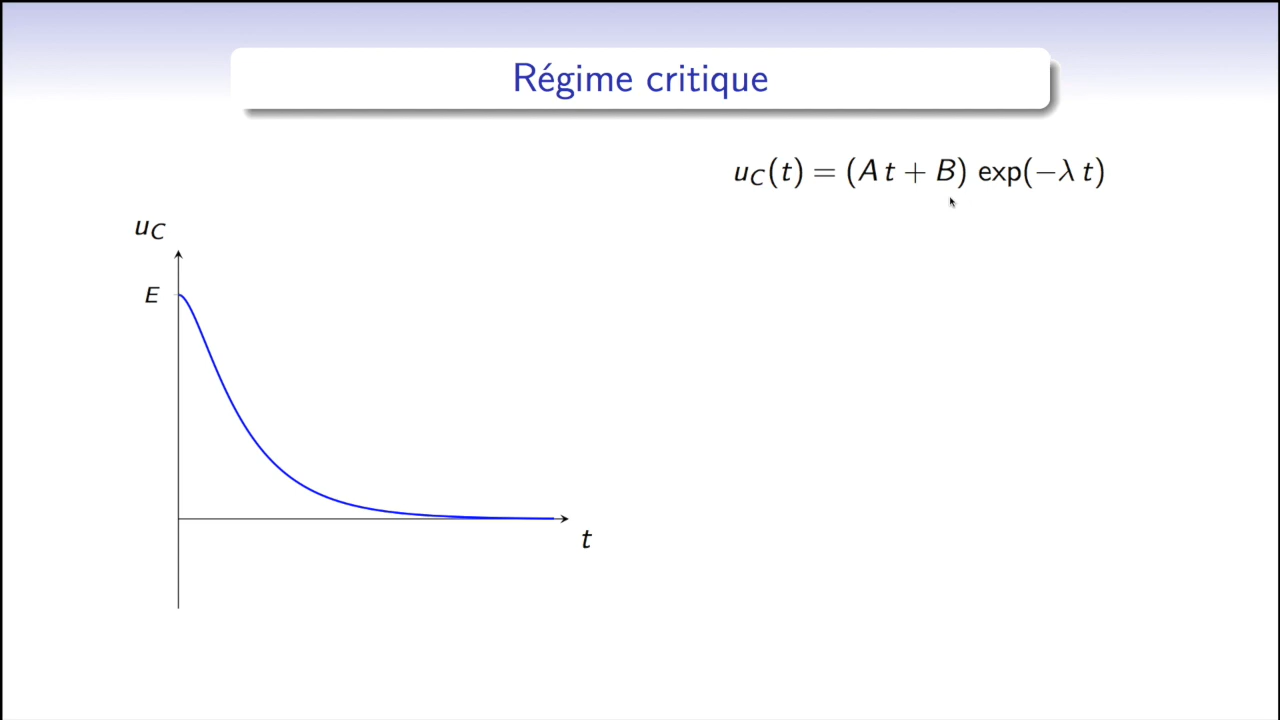 Régime critique
u_C(t) = (A t + B) exp(−λ t)
u_C
E
t